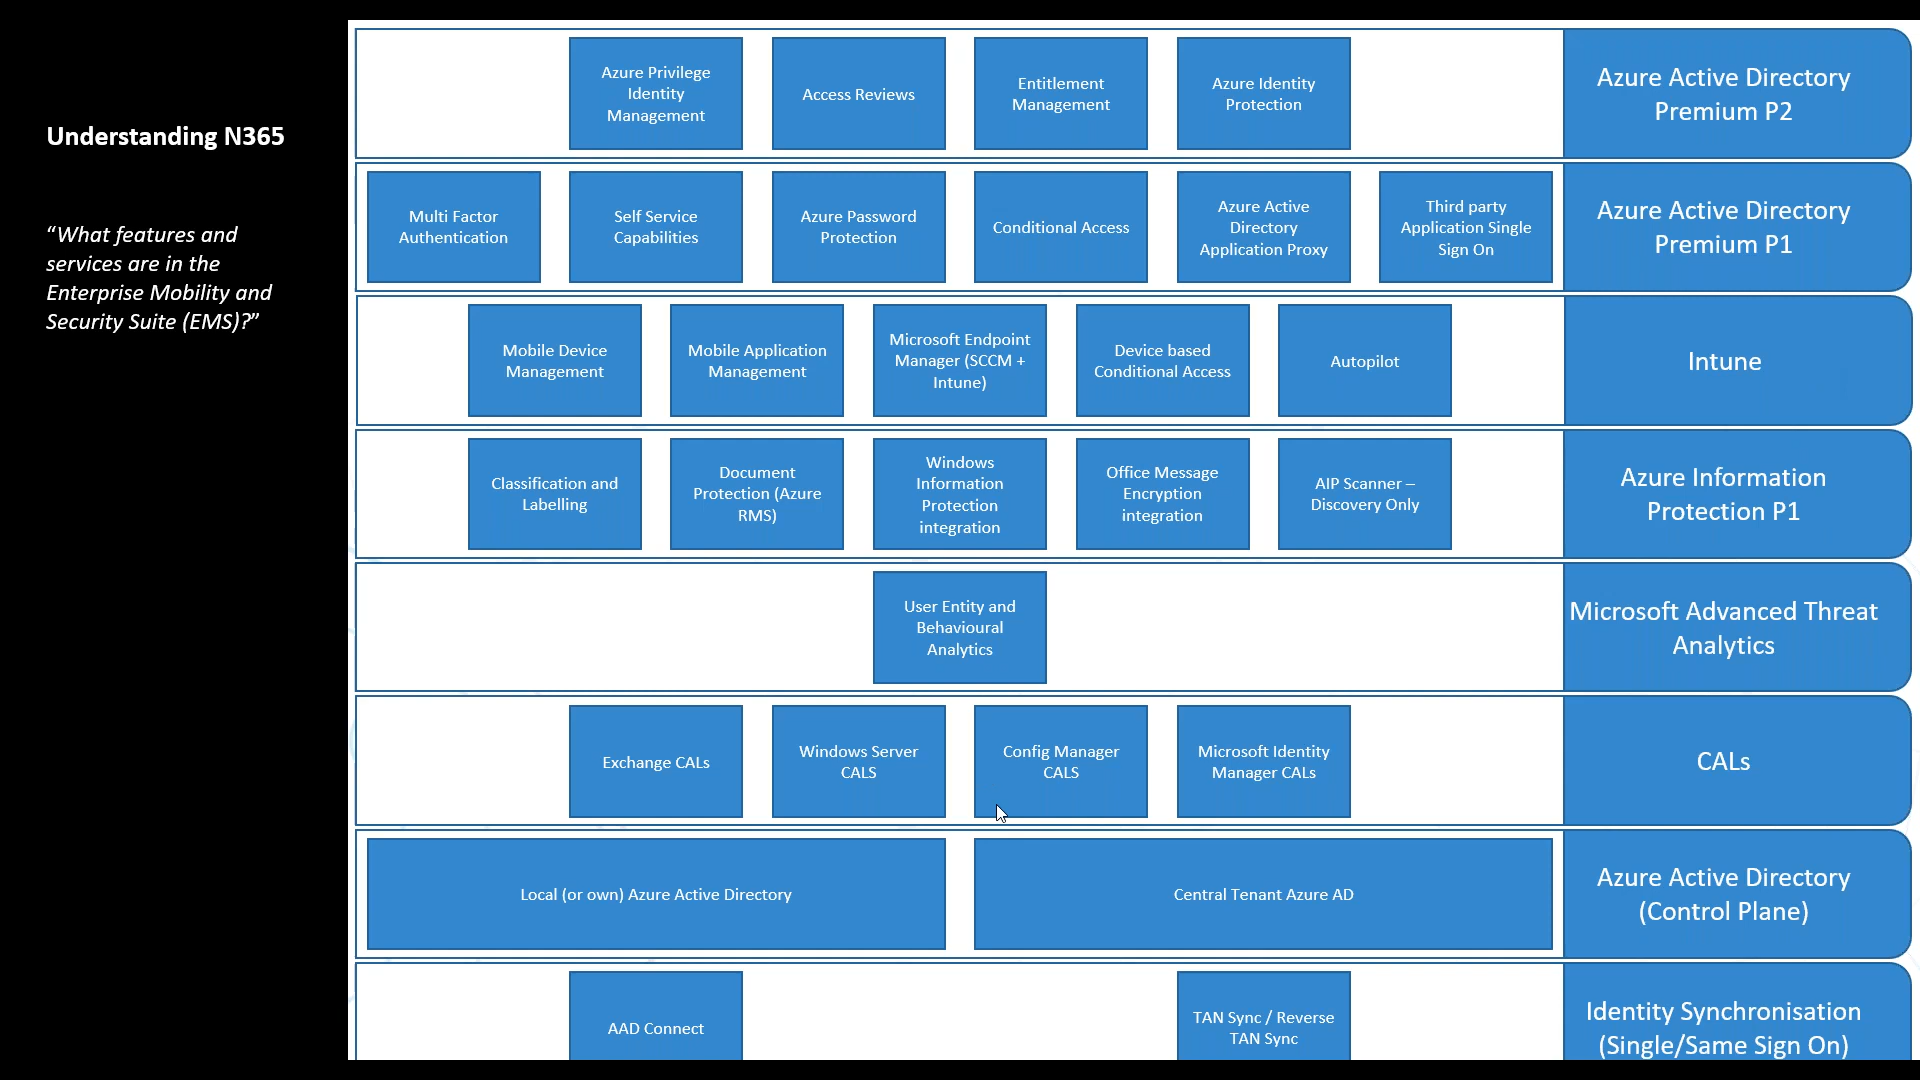 Understanding N365
“What features and
services are in the
Enterprise Mobility and
Security Suite (EMS)?”
Azure Privilege
Identity
Management
Access Reviews
Entitlement
Management
Azure Identity
Protection
Azure Active Directory
Premium P2
Multi Factor
Authentication
Self Service
Capabilities
Azure Password
Protection
Conditional Access
Azure Active
Directory
Application Proxy
Third party
Application Single
Sign On
Azure Active Directory
Premium P1
Mobile Device
Management
Mobile Application
Management
Microsoft Endpoint
Manager (SCCM +
Intune)
Device based
Conditional Access
Autopilot
Intune
Classification and
Labelling
Document
Protection (Azure
RMS)
Windows
Information
Protection
integration
Office Message
Encryption
integration
AIP Scanner –
Discovery Only
Azure Information
Protection P1
User Entity and
Behavioural
Analytics
Microsoft Advanced Threat
Analytics
Exchange CALs
Windows Server
CALS
Config Manager
CALS
Microsoft Identity
Manager CALs
CALs
Local (or own) Azure Active Directory
Central Tenant Azure AD
Azure Active Directory
(Control Plane)
AAD Connect
TAN Sync / Reverse
TAN Sync
Identity Synchronisation
(Single/Same Sign On)